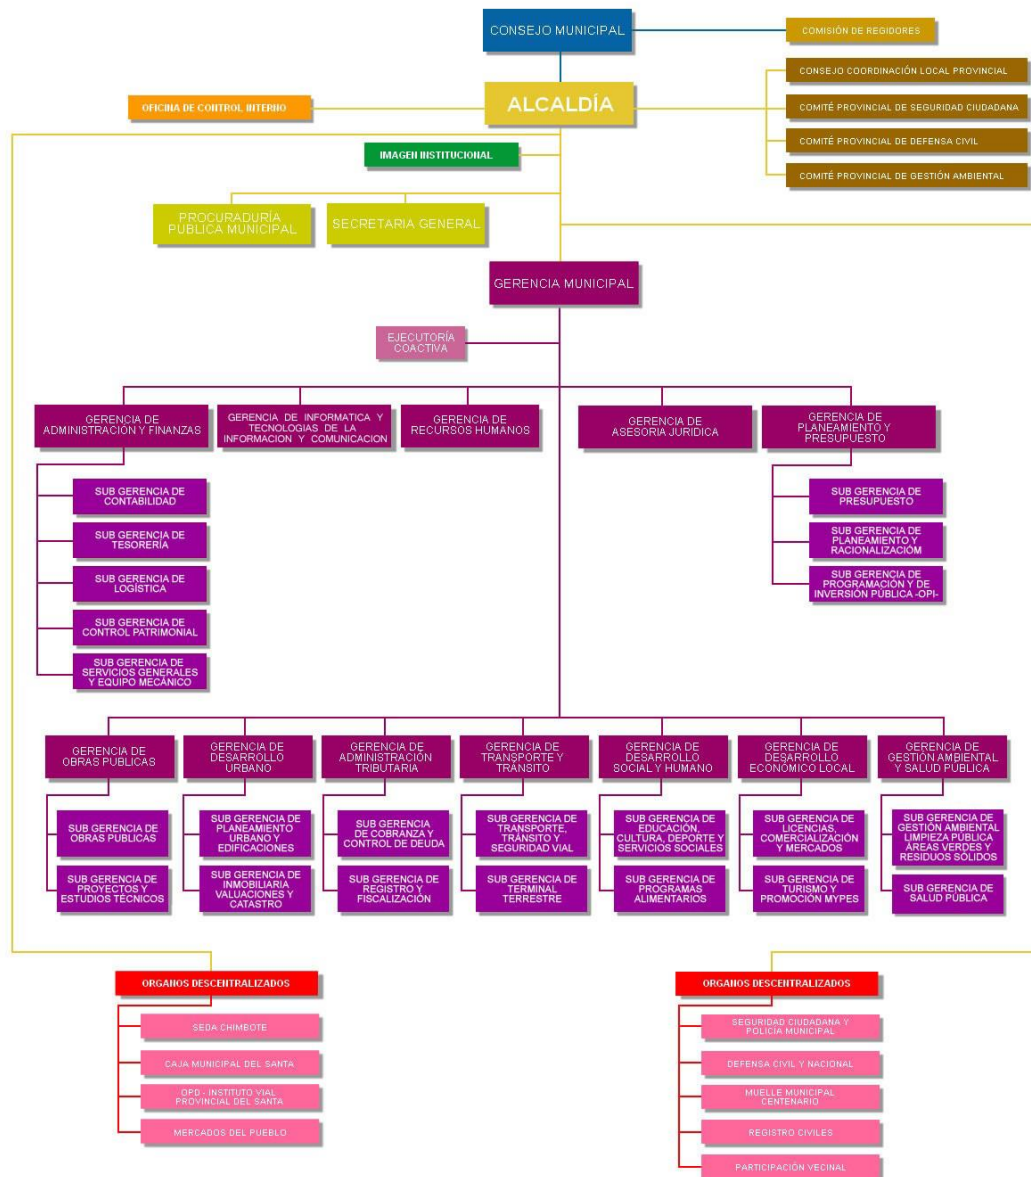 CONSEJO MUNICIPAL
COMISIÓN DE REGIDORES
CONSEJO COORDINACIÓN LOCAL PROVINCIAL
OFICINA DE CONTROL INTERNO
ALCALDÍA
COMITÉ PROVINCIAL DE SEGURIDAD CIUDADANA
COMITÉ PROVINCIAL DE DEFENSA CIVIL
IMAGEN INSTITUCIONAL
COMITÉ PROVINCIAL DE GESTIÓN AMBIENTAL
PROCURADURÍA
PÚBLICA MUNICIPAL
SECRETARIA GENERAL
GERENCIA MUNICIPAL
EJECUTORÍA
COACTIVA
GERENCIA DE
ADMINISTRACIÓN Y FINANZAS
GERENCIA DE INFORMATICA Y
TECNOLOGIAS DE LA
INFORMACION Y COMUNICACION
GERENCIA DE
RECURSOS HUMANOS
GERENCIA DE
ASESORIA JURIDICA
GERENCIA DE
PLANEAMIENTO Y
PRESUPUESTO
SUB GERENCIA DE
CONTABILIDAD
SUB GERENCIA DE
TESORERÍA
SUB GERENCIA DE
LOGÍSTICA
SUB GERENCIA DE
CONTROL PATRIMONIAL
SUB GERENCIA DE
SERVICIOS GENERALES
Y EQUIPO MECÁNICO
SUB GERENCIA DE
PRESUPUESTO
SUB GERENCIA DE
PLANEAMIENTO Y
RACIONALIZACIÓM
SUB GERENCIA DE
PROGRAMACIÓN Y DE
INVERSIÓN PÚBLICA -OPI-
GERENCIA DE
OBRAS PUBLICAS
GERENCIA DE
DESARROLLO
URBANO
GERENCIA DE
ADMINISTRACIÓN
TRIBUTARIA
GERENCIA DE
TRANSPORTE Y
TRÁNSITO
GERENCIA DE
DESARROLLO
SOCIAL Y HUMANO
GERENCIA DE
DESARROLLO
ECONÓMICO LOCAL
GERENCIA DE
GESTIÓN AMBIENTAL
Y SALUD PUBLICA
SUB GERENCIA DE
OBRAS PUBLICAS
SUB GERENCIA DE
PLANEAMIENTO
URBANO Y
EDIFICACIONES
SUB GERENCIA
DE COBRANZA Y
CONTROL DE DEUDA
SUB GERENCIA DE
TRANSPORTE,
TRÁNSITO Y
SEGURIDAD VIAL
SUB GERENCIA DE
EDUCACIÓN,
CULTURA, DEPORTE Y
SERVICIOS SOCIALES
SUB GERENCIA DE
LICENCIAS,
COMERCIALIZACIÓN
Y MERCADOS
SUB GERENCIA DE
GESTIÓN AMBIENTAL
LIMPIEZA PÚBLICA
ÁREAS VERDES Y
RESIDUOS SÓLIDOS
SUB GERENCIA DE
PROYECTOS Y
ESTUDIOS TÉCNICOS
SUB GERENCIA DE
INMOBILIARIA
VALUACIONES Y
CATASTRO
SUB GERENCIA DE
REGISTRO Y
FISCALIZACIÓN
SUB GERENCIA DE
TERMINAL
TERRESTRE
SUB GERENCIA DE
PROGRAMAS
ALIMENTARIOS
SUB GERENCIA DE
TURISMO Y
PROMOCION MYPES
SUB GERENCIA DE
SALUD PÚBLICA
ORGANOS DESCENTRALIZADOS
SEDA CHIMBOTE
CAJA MUNICIPAL DEL SANTA
OPD - INSTITUTO VIAL
PROVINCIAL DEL SANTA
MERCADOS DEL PUEBLO
ORGANOS DESCENTRALIZADOS
SEGURIDAD CIUDADANA Y
POLICÍA MUNICIPAL
DEFENSA CIVIL Y NACIONAL
MUELLE MUNICIPAL
CENTENARIO
REGISTRO CIVILES
PARTICIPACIÓN VECINAL